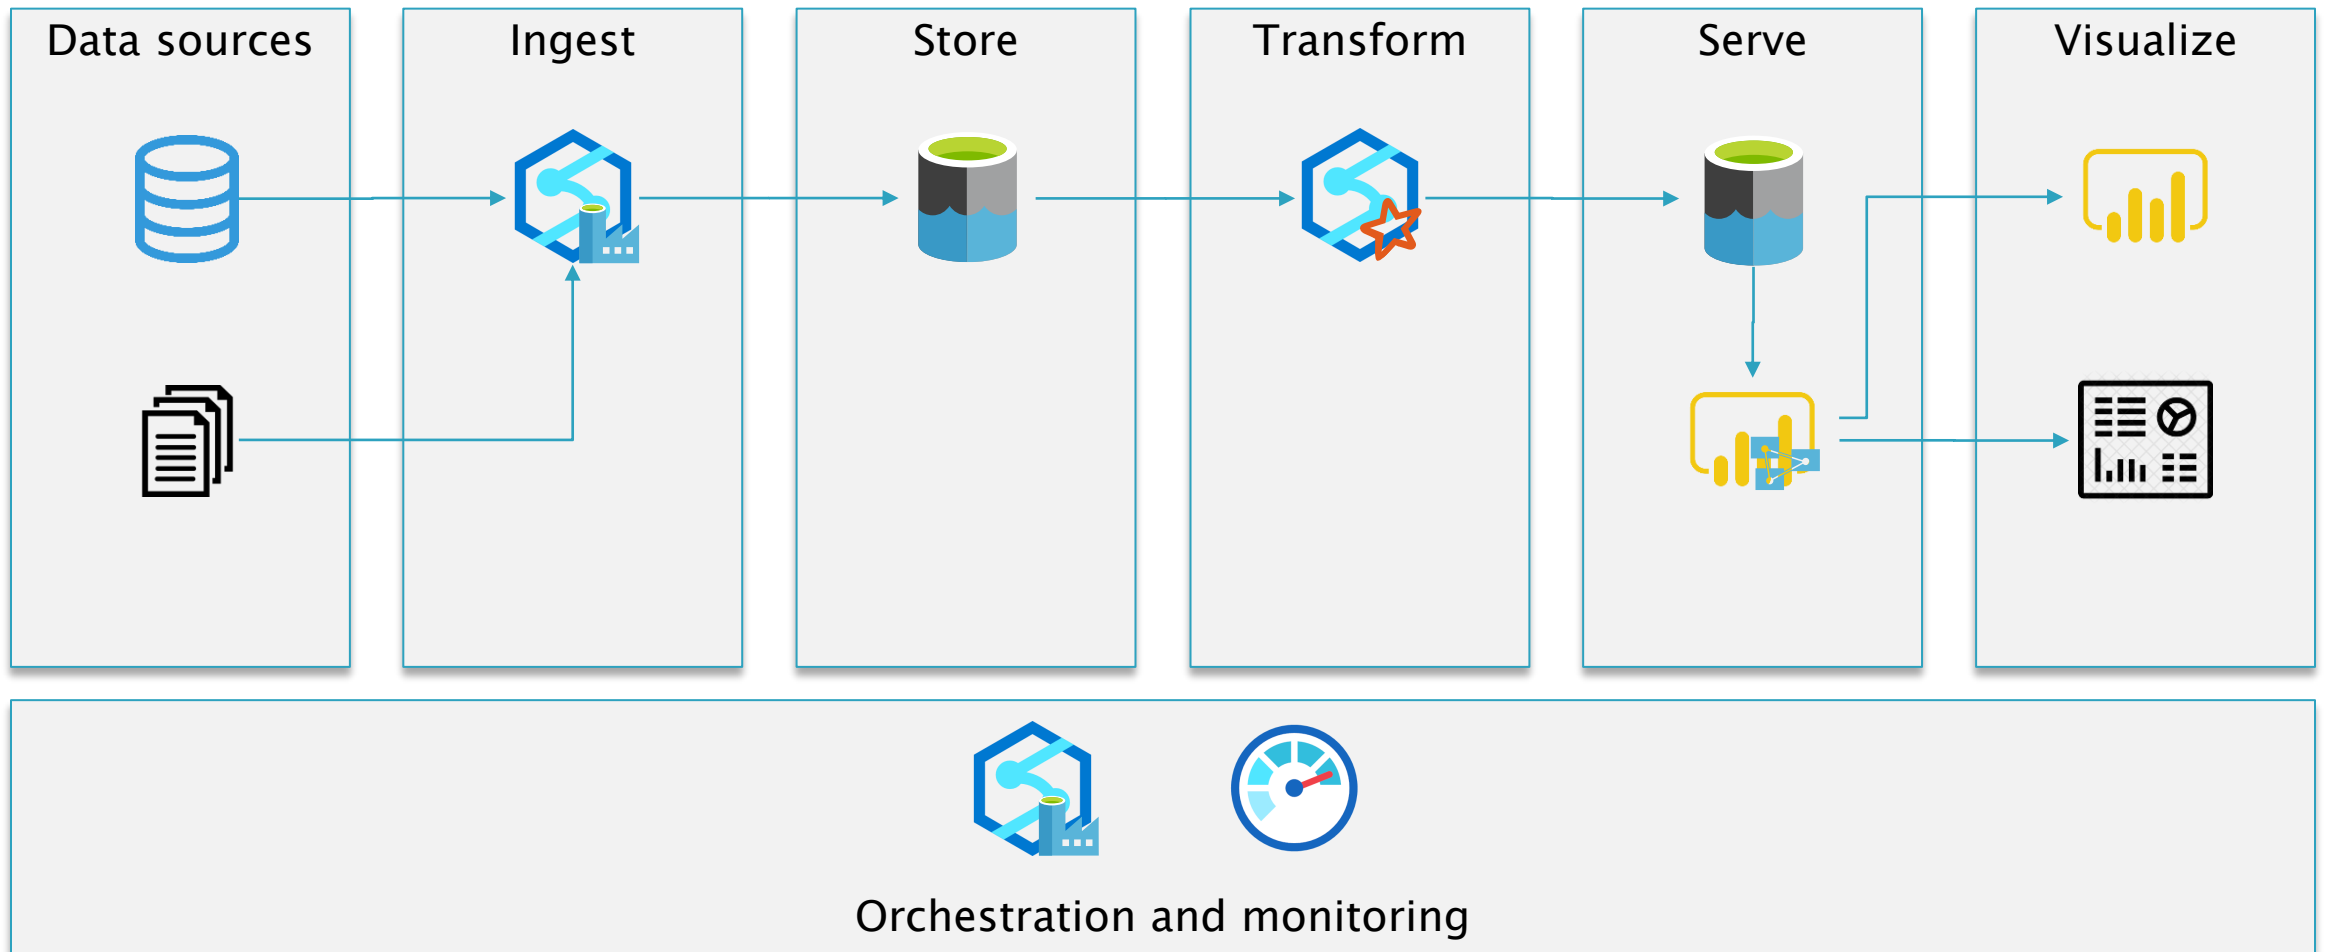 Data sources
Ingest
Store
Transform
Serve
Visualize
Orchestration and monitoring